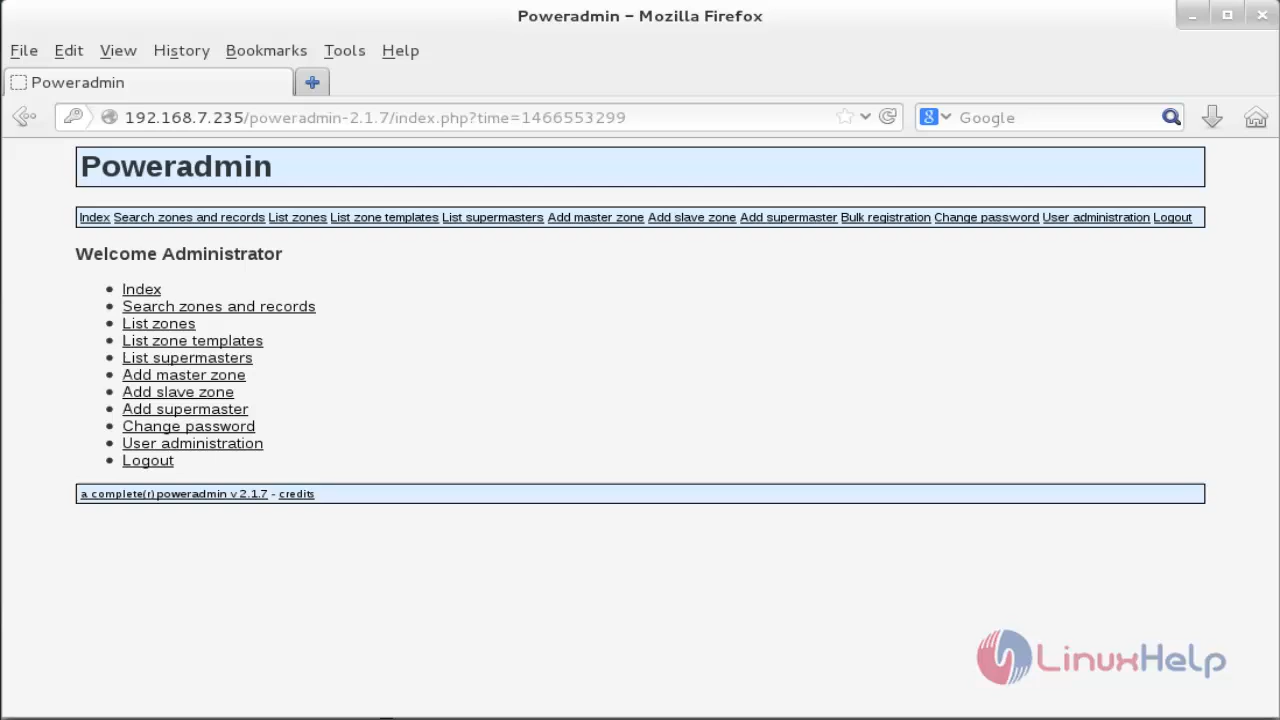 Poweradmin - Mozilla Firefox
File Edit View History Bookmarks Tools Help
Poweradmin
192.168.7.235/poweradmin-2.1.7/index.php?time=1466553299
Google
Poweradmin
Index Search zones and records List zones List zone templates List supermasters Add master zone Add slave zone Add supermaster Bulk registration Change password User administration Logout
Welcome Administrator
Index
Search zones and records
List zones
List zone templates
List supermasters
Add master zone
Add slave zone
Add supermaster
Change password
User administration
Logout
a complete(r) poweradmin v 2.1.7 - credits
LinuxHelp